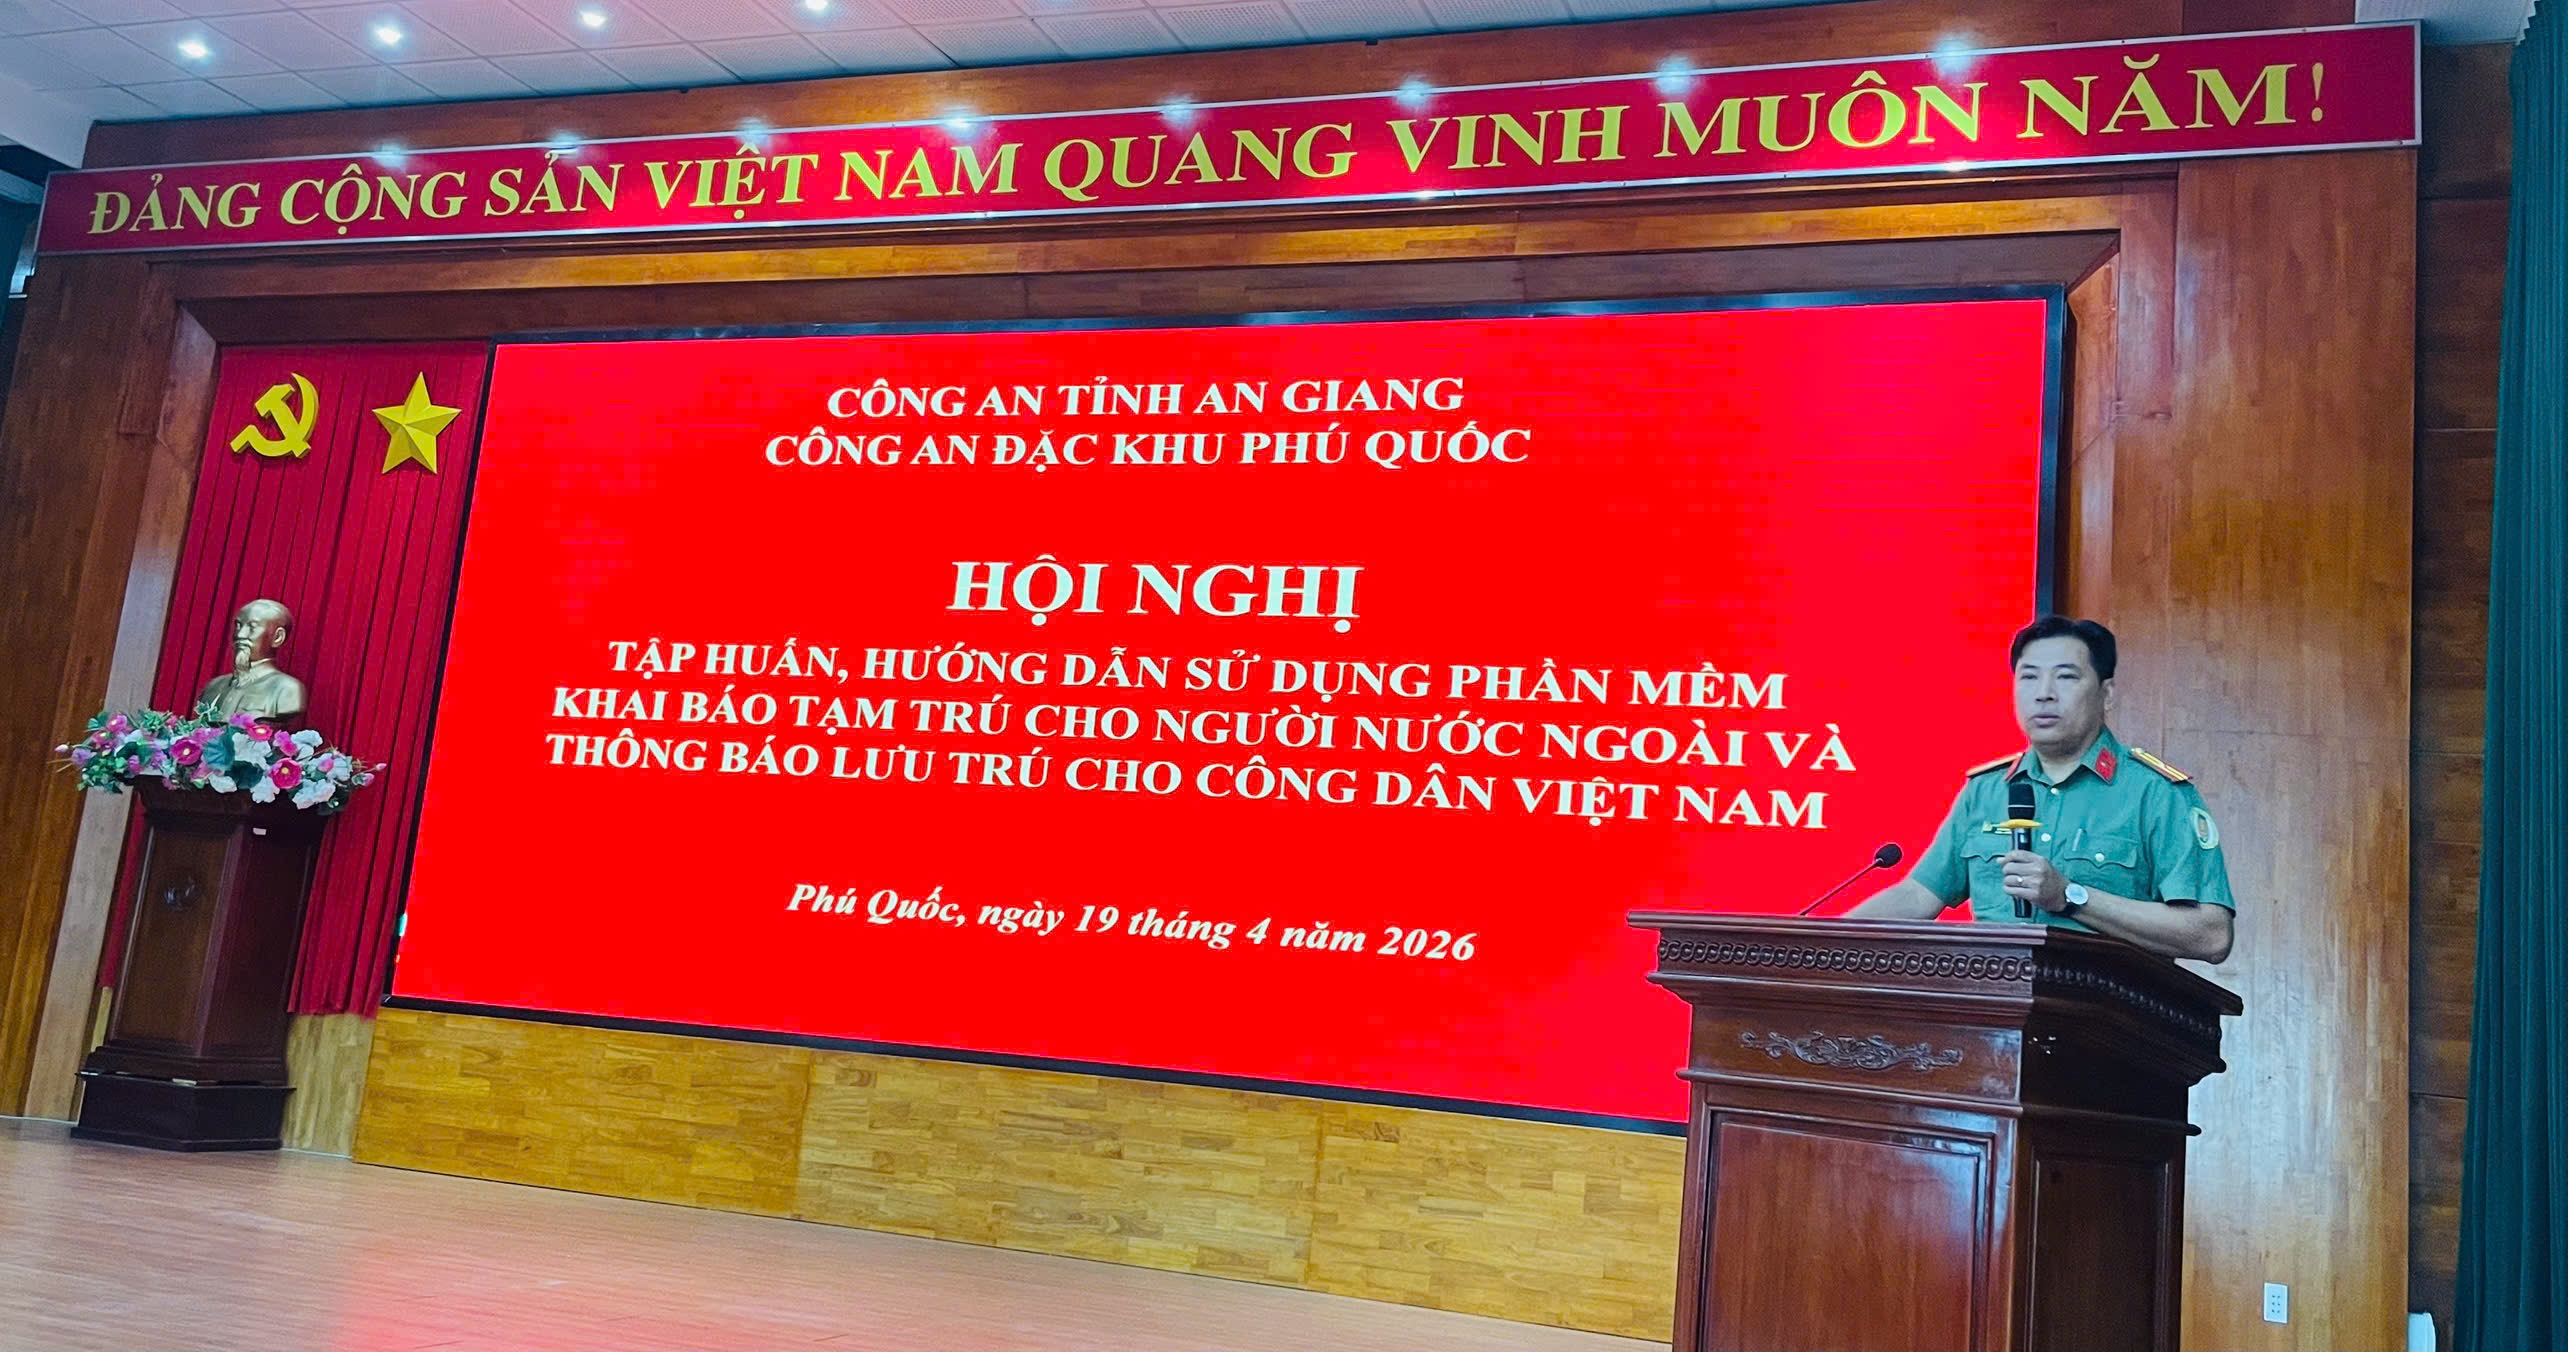 ĐẢNG CỘNG SẢN VIỆT NAM QUANG VINH MUÔN NĂM!
CÔNG AN TỈNH AN GIANG
CÔNG AN ĐẶC KHU PHÚ QUỐC
HỘI NGHỊ
TẬP HUẤN, HƯỚNG DẪN SỬ DỤNG PHẦN MỀM
KHAI BÁO TẠM TRÚ CHO NGƯỜI NƯỚC NGOÀI VÀ
THÔNG BÁO LƯU TRÚ CHO CÔNG DÂN VIỆT NAM
Phú Quốc, ngày 19 tháng 4 năm 2026